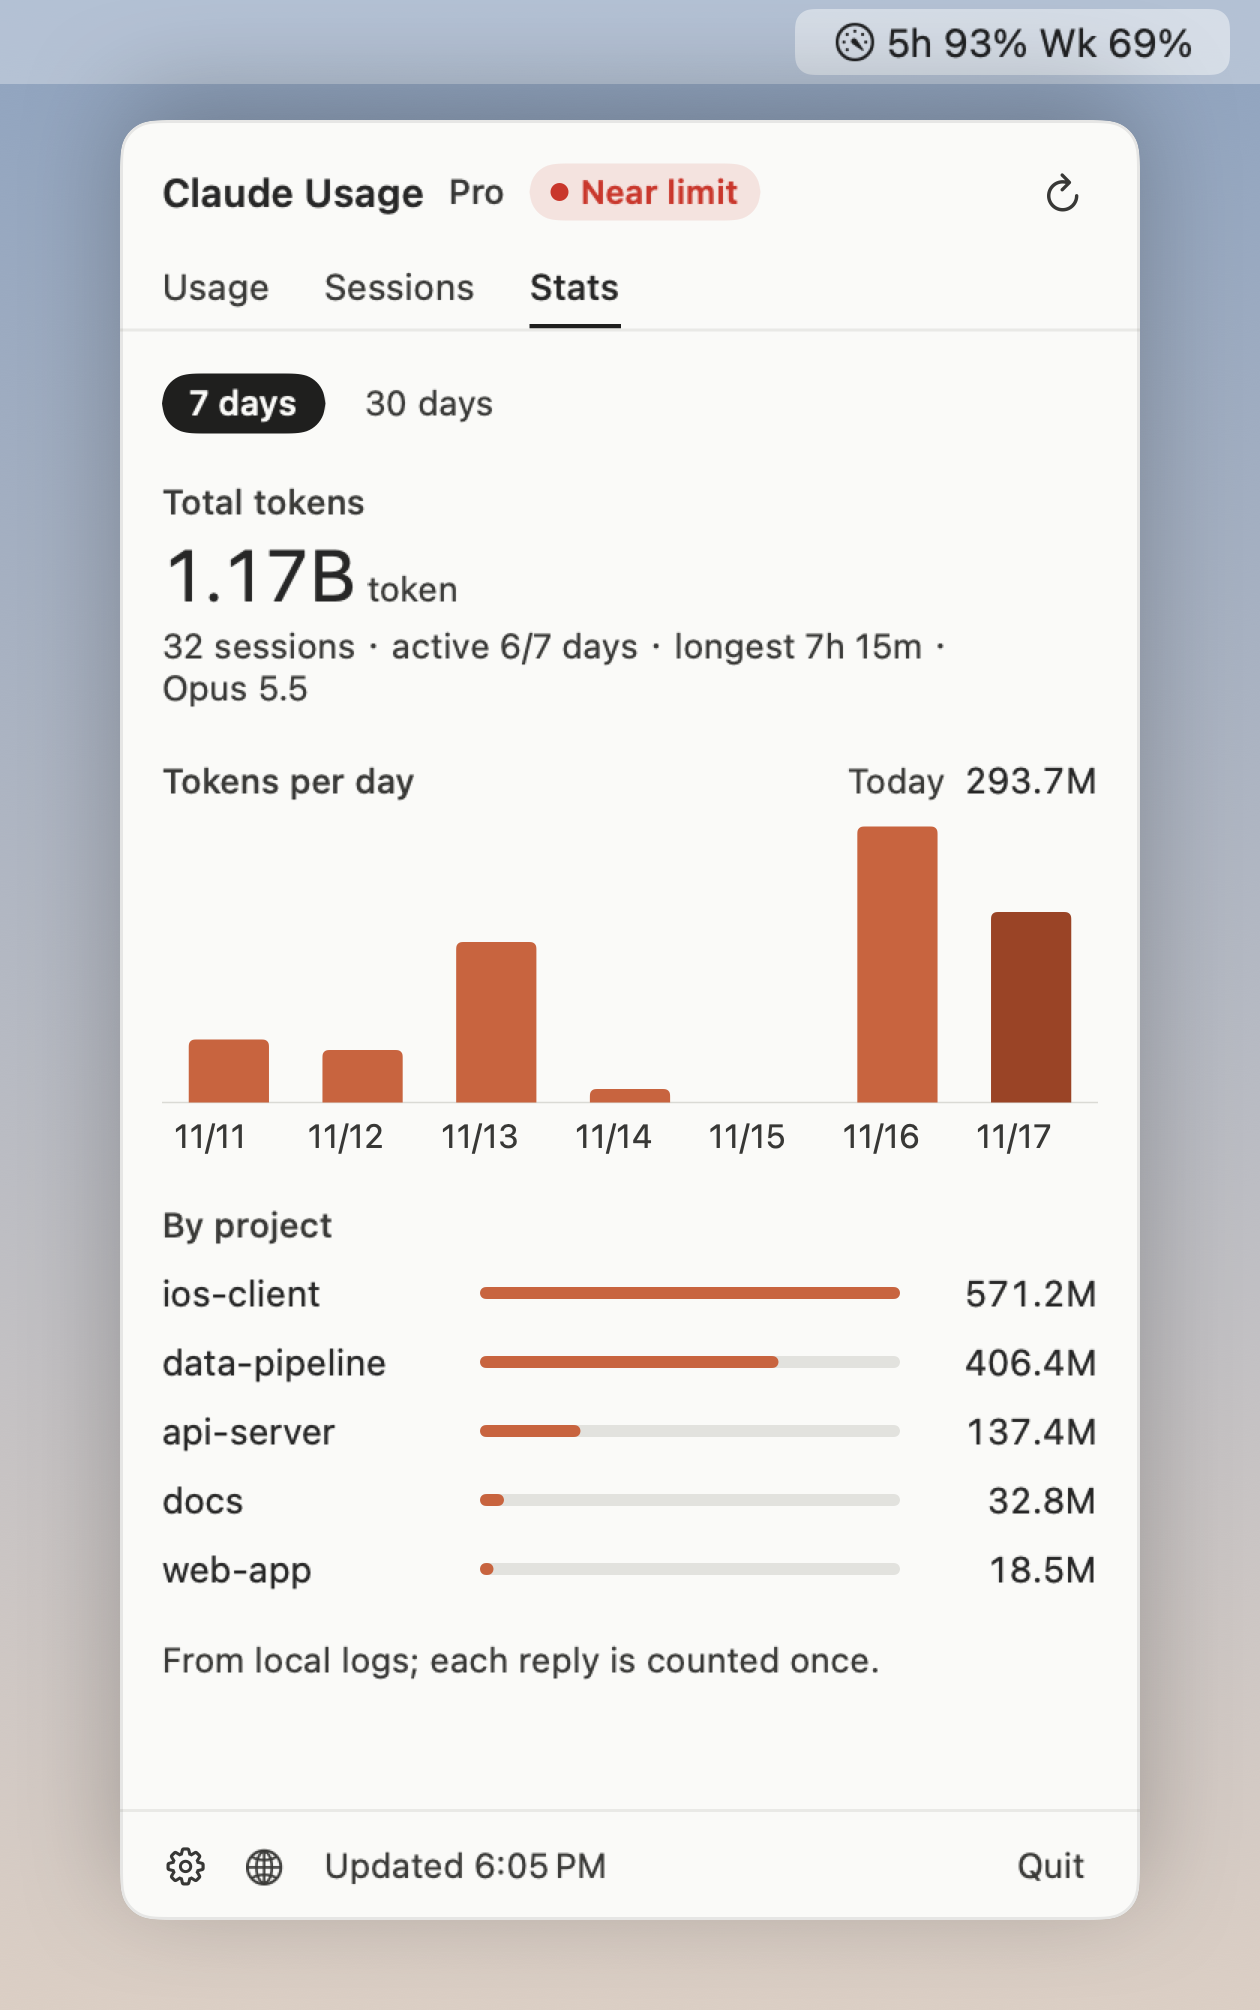 5h 93% Wk 69%
Claude Usage Pro Near limit
Usage Sessions Stats
7 days 30 days
Total tokens
1.17B token
32 sessions · active 6/7 days · longest 7h 15m ·
Opus 5.5
Tokens per day Today 293.7M
11/11 11/12 11/13 11/14 11/15 11/16 11/17
By project
ios-client 571.2M
data-pipeline 406.4M
api-server 137.4M
docs 32.8M
web-app 18.5M
From local logs; each reply is counted once.
Updated 6:05 PM Quit